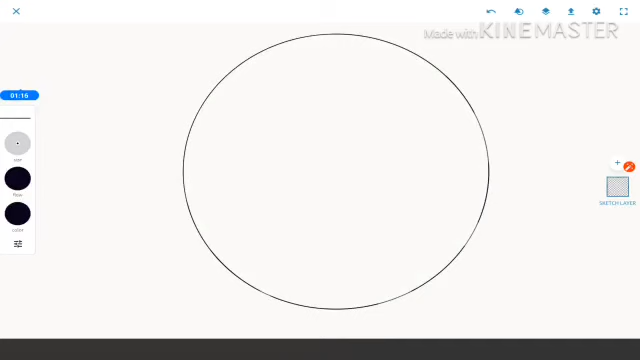 Made with KINEMASTER
01:16
size
flow
color
SKETCH LAYER